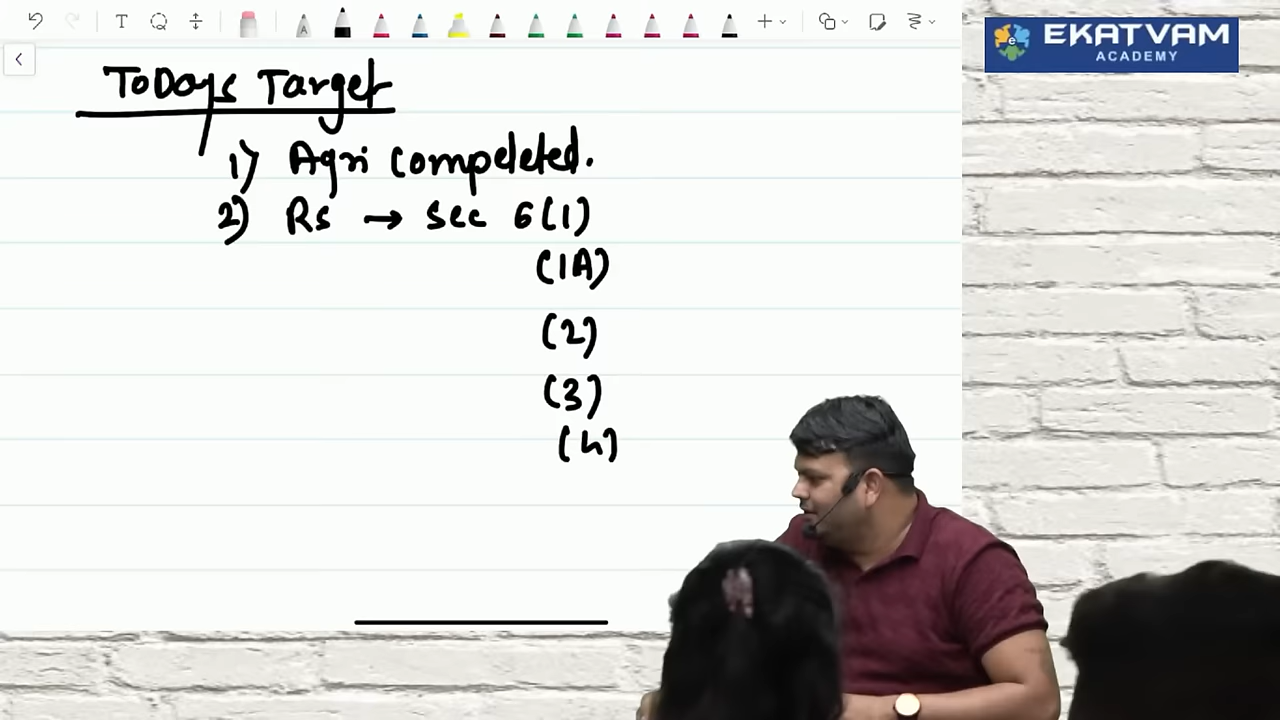 ToDays Target
1) Agri compeleted.
2) Rs → Sec 6(1)
(1A)
(2)
(3)
(4)
EKATVAM
ACADEMY